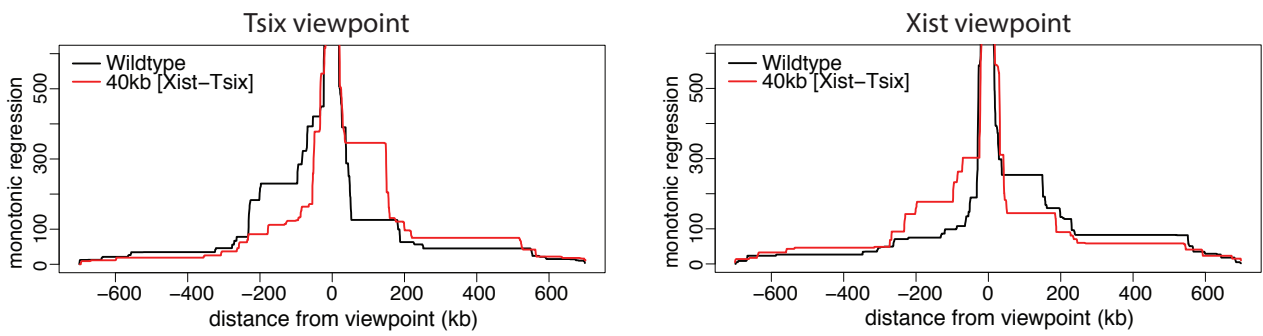 Tsix viewpoint
Wildtype
40kb [Xist−Tsix]
monotonic regression
0 100 300 500
−600 −400 −200 0 200 400 600
distance from viewpoint (kb)
Xist viewpoint
Wildtype
40kb [Xist−Tsix]
monotonic regression
0 100 300 500
−600 −400 −200 0 200 400 600
distance from viewpoint (kb)